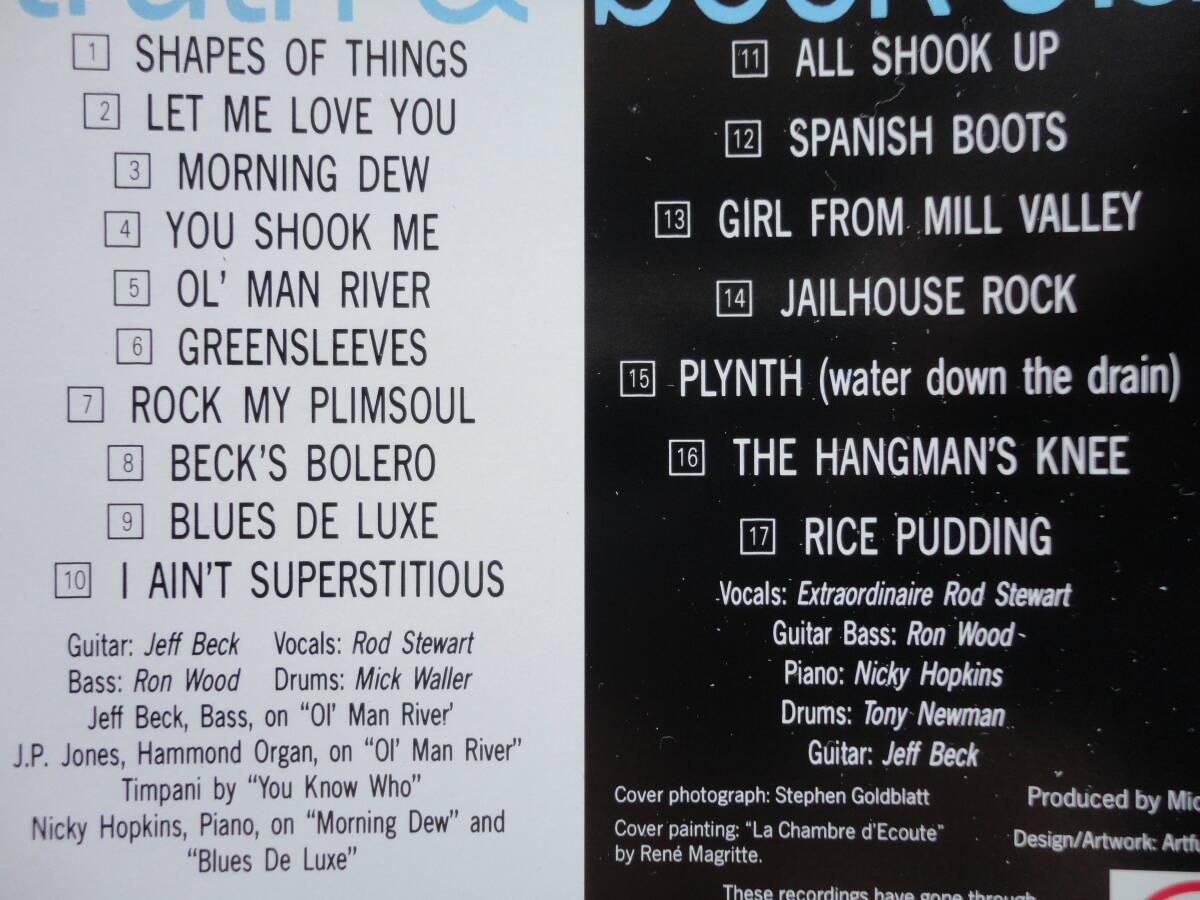 truth &
1 SHAPES OF THINGS
2 LET ME LOVE YOU
3 MORNING DEW
4 YOU SHOOK ME
5 OL' MAN RIVER
6 GREENSLEEVES
7 ROCK MY PLIMSOUL
8 BECK'S BOLERO
9 BLUES DE LUXE
10 I AIN'T SUPERSTITIOUS
Guitar: Jeff Beck Vocals: Rod Stewart
Bass: Ron Wood Drums: Mick Waller
Jeff Beck, Bass, on "Ol' Man River'
J.P. Jones, Hammond Organ, on "Ol' Man River"
Timpani by "You Know Who"
Nicky Hopkins, Piano, on "Morning Dew" and
"Blues De Luxe"
11 ALL SHOOK UP
12 SPANISH BOOTS
13 GIRL FROM MILL VALLEY
14 JAILHOUSE ROCK
15 PLYNTH (water down the drain)
16 THE HANGMAN'S KNEE
17 RICE PUDDING
Vocals: Extraordinaire Rod Stewart
Guitar Bass: Ron Wood
Piano: Nicky Hopkins
Drums: Tony Newman
Guitar: Jeff Beck
Cover photograph: Stephen Goldblatt
Cover painting: "La Chambre d'Ecoute"
by René Magritte.
Produced by Mic
Design/Artwork: Artfu
These recordings have gone through